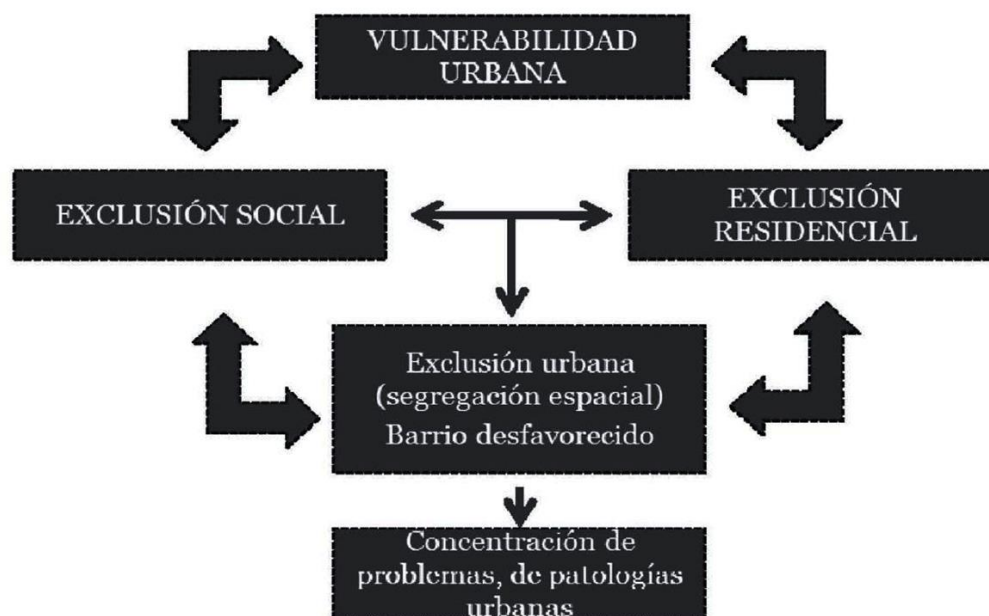 VULNERABILIDAD
URBANA
EXCLUSIÓN SOCIAL
EXCLUSIÓN
RESIDENCIAL
Exclusión urbana
(segregación espacial)
Barrio desfavorecido
Concentración de
problemas, de patologías
urbanas